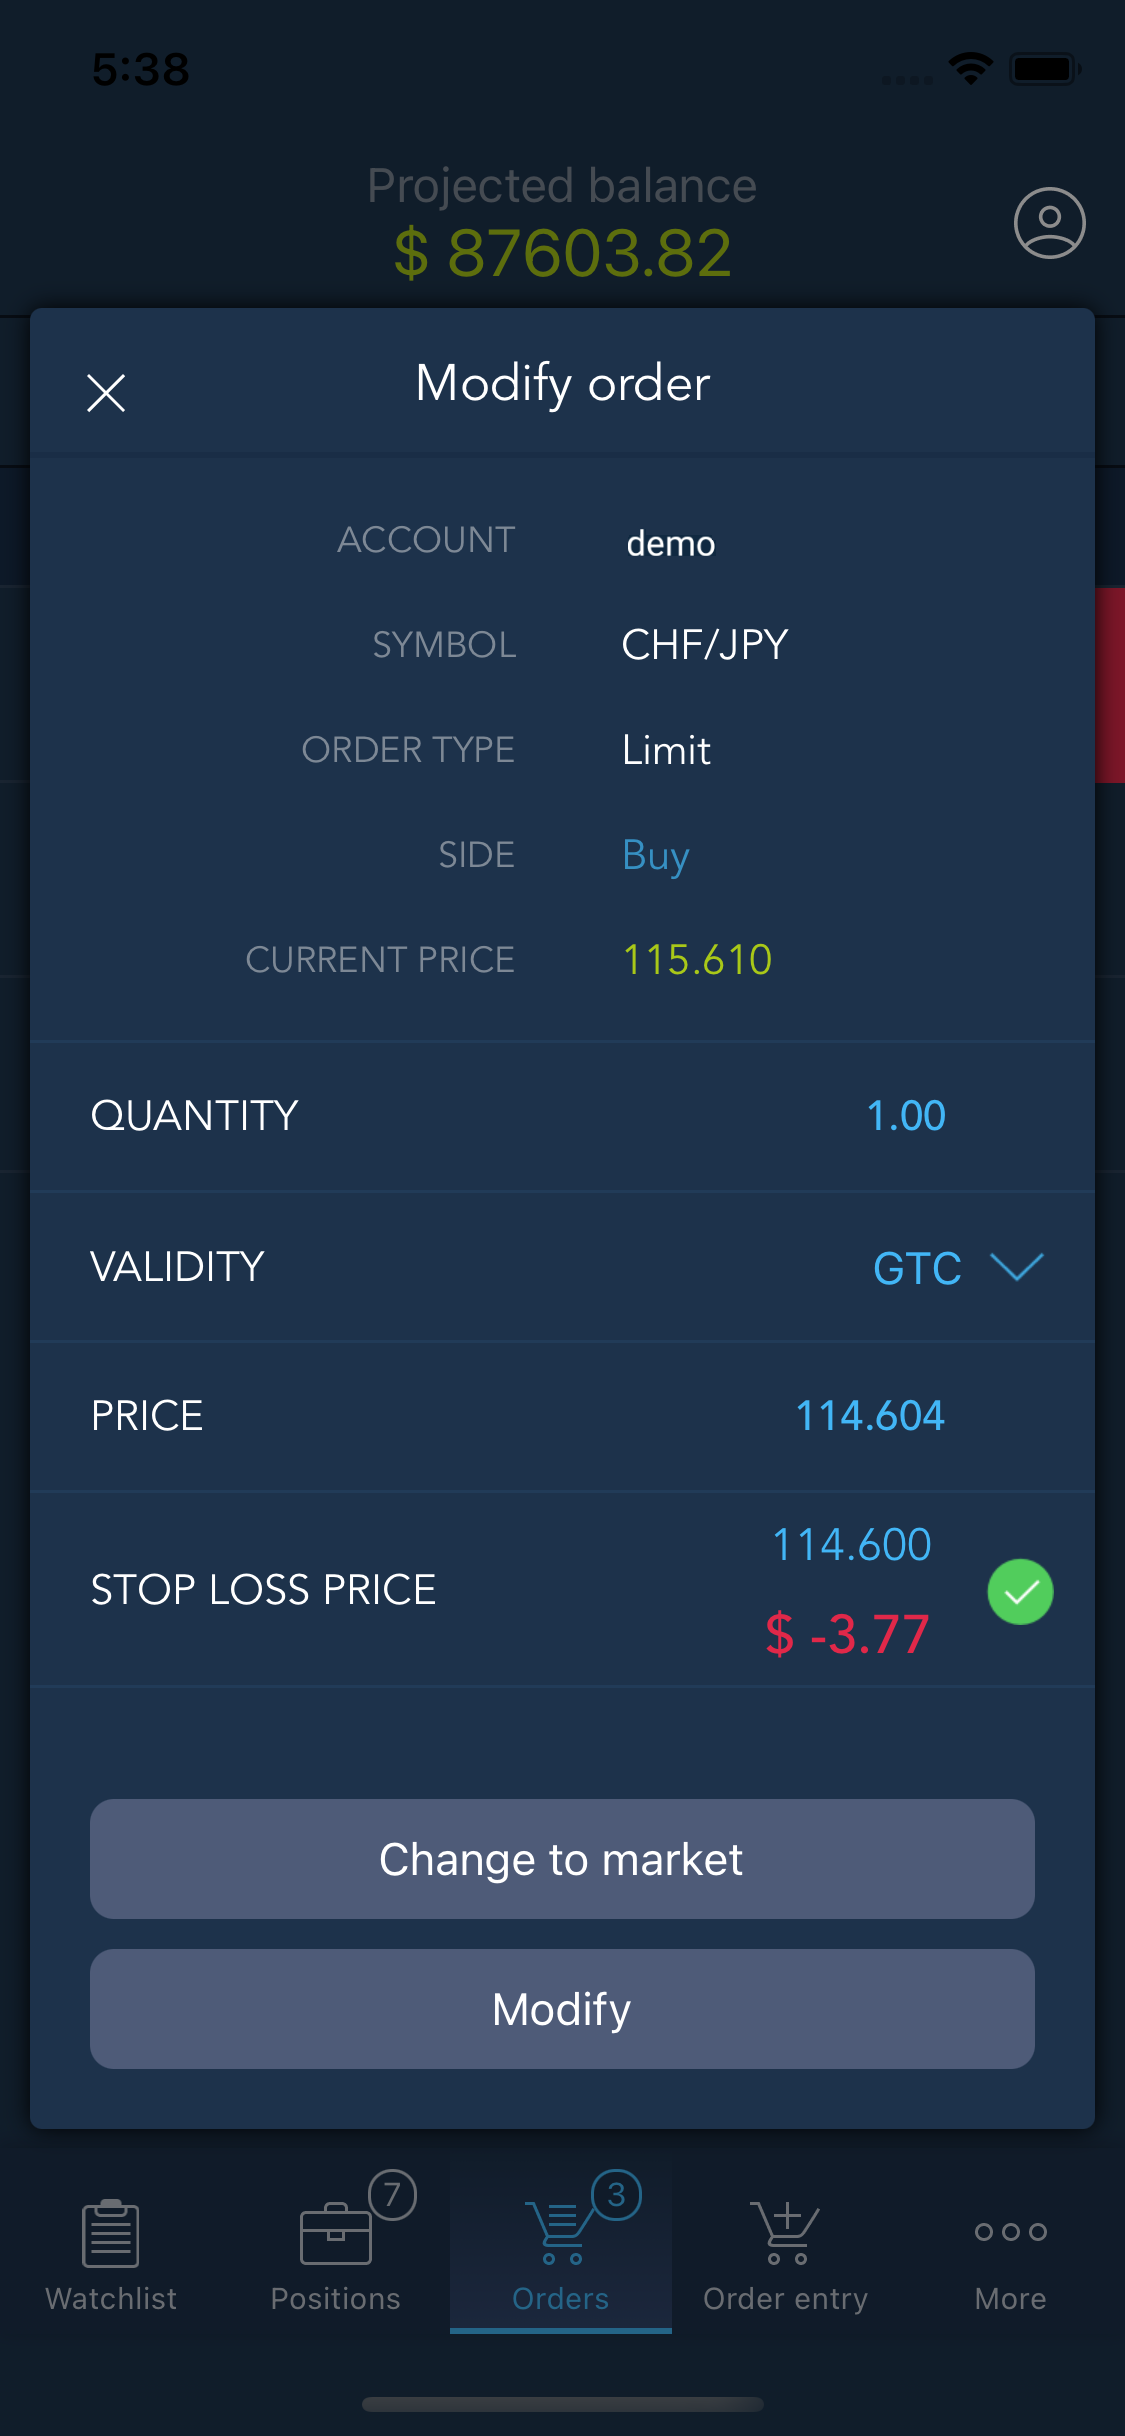 5:38
Projected balance
$ 87603.82
Modify order
ACCOUNT demo
SYMBOL CHF/JPY
ORDER TYPE Limit
SIDE Buy
CURRENT PRICE 115.610
QUANTITY 1.00
VALIDITY GTC
PRICE 114.604
STOP LOSS PRICE 114.600
$ -3.77
Change to market
Modify
7 3
Watchlist Positions Orders Order entry More